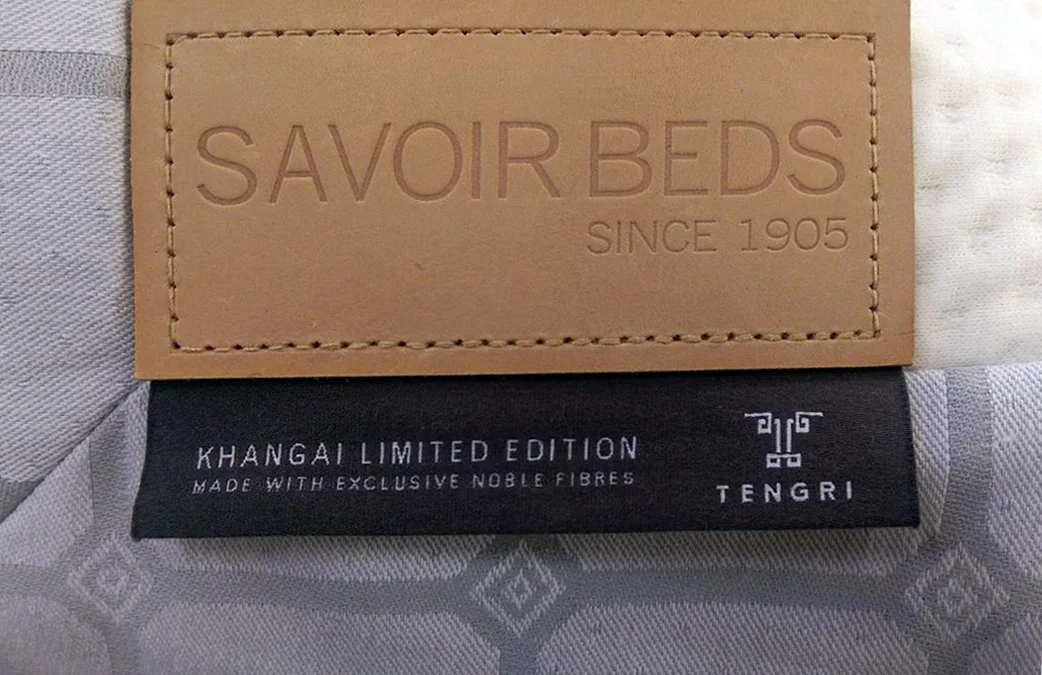 SAVOIR BEDS
SINCE 1905
KHANGAI LIMITED EDITION
MADE WITH EXCLUSIVE NOBLE FIBRES
TENGRI